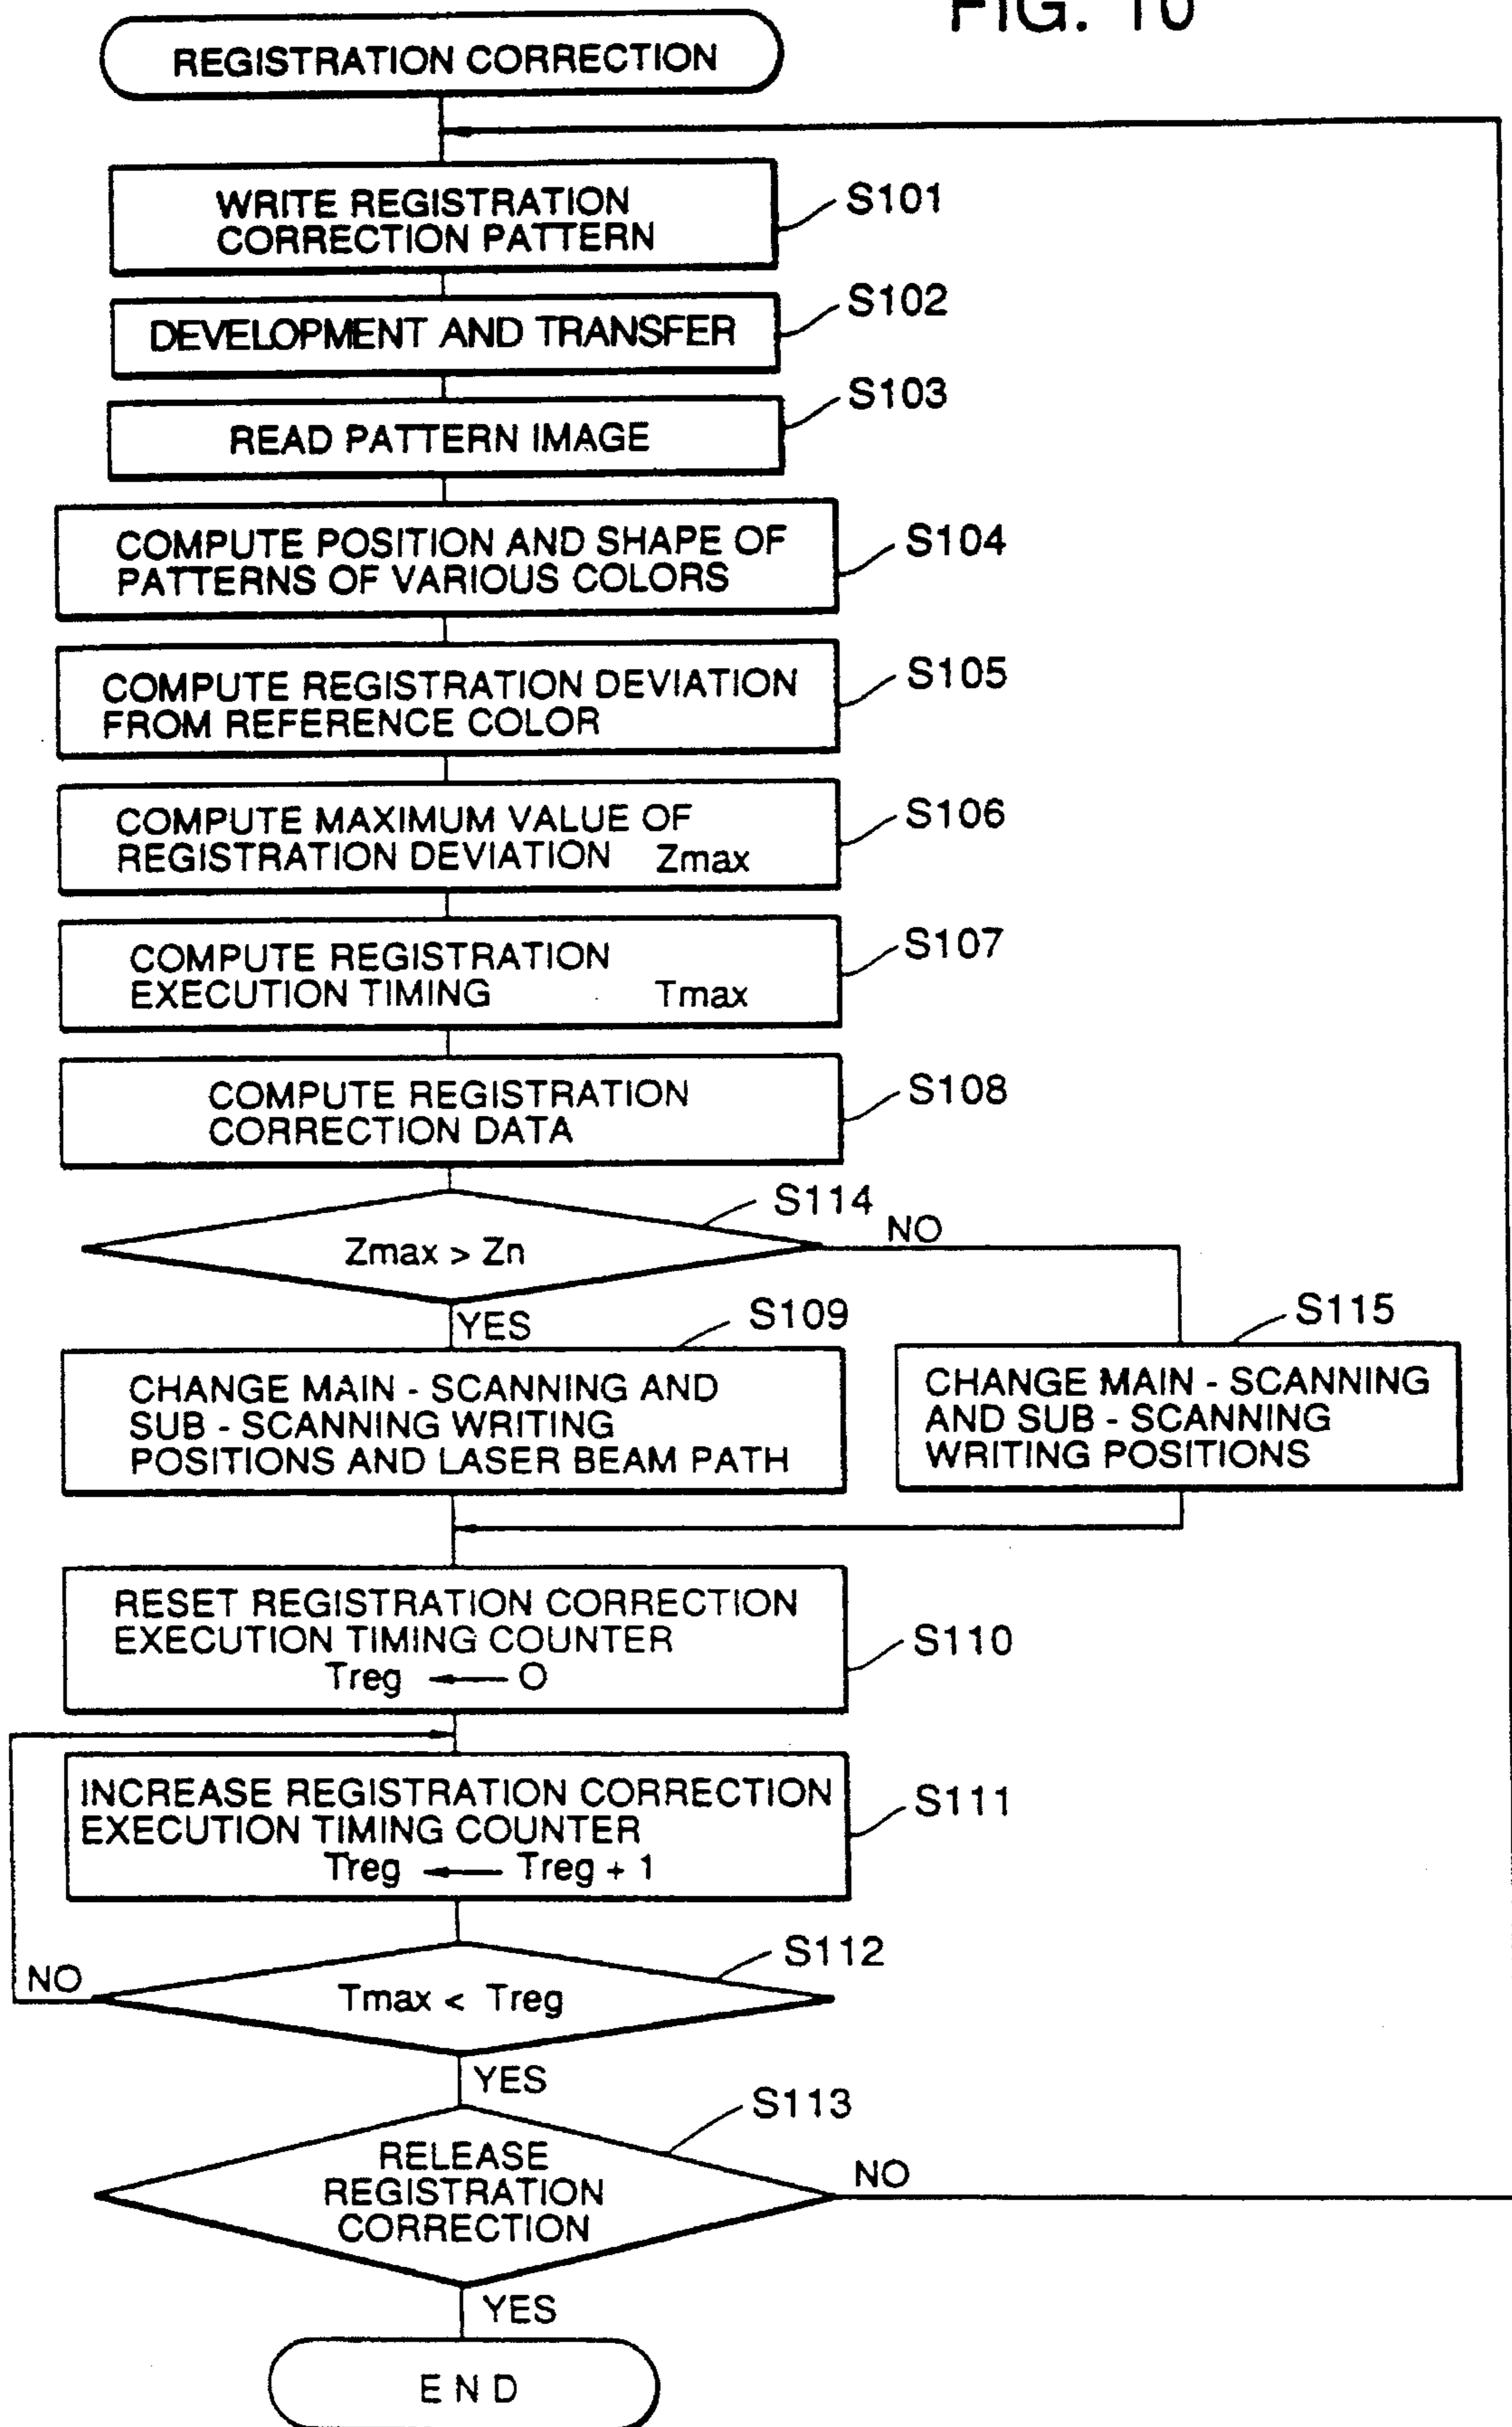 FIG. 10
REGISTRATION CORRECTION
WRITE REGISTRATION
CORRECTION PATTERN
S101
DEVELOPMENT AND TRANSFER
S102
READ PATTERN IMAGE
S103
COMPUTE POSITION AND SHAPE OF
PATTERNS OF VARIOUS COLORS
S104
COMPUTE REGISTRATION DEVIATION
FROM REFERENCE COLOR
S105
COMPUTE MAXIMUM VALUE OF
REGISTRATION DEVIATION Zmax
S106
COMPUTE REGISTRATION
EXECUTION TIMING Tmax
S107
COMPUTE REGISTRATION
CORRECTION DATA
S108
S114
Zmax > Zn
NO
YES
S109
CHANGE MAIN - SCANNING AND
SUB - SCANNING WRITING
POSITIONS AND LASER BEAM PATH
S115
CHANGE MAIN - SCANNING
AND SUB - SCANNING
WRITING POSITIONS
RESET REGISTRATION CORRECTION
EXECUTION TIMING COUNTER
Treg ← 0
S110
INCREASE REGISTRATION CORRECTION
EXECUTION TIMING COUNTER
Treg ← Treg + 1
S111
S112
NO
Tmax < Treg
YES
S113
RELEASE
REGISTRATION
CORRECTION
NO
YES
END